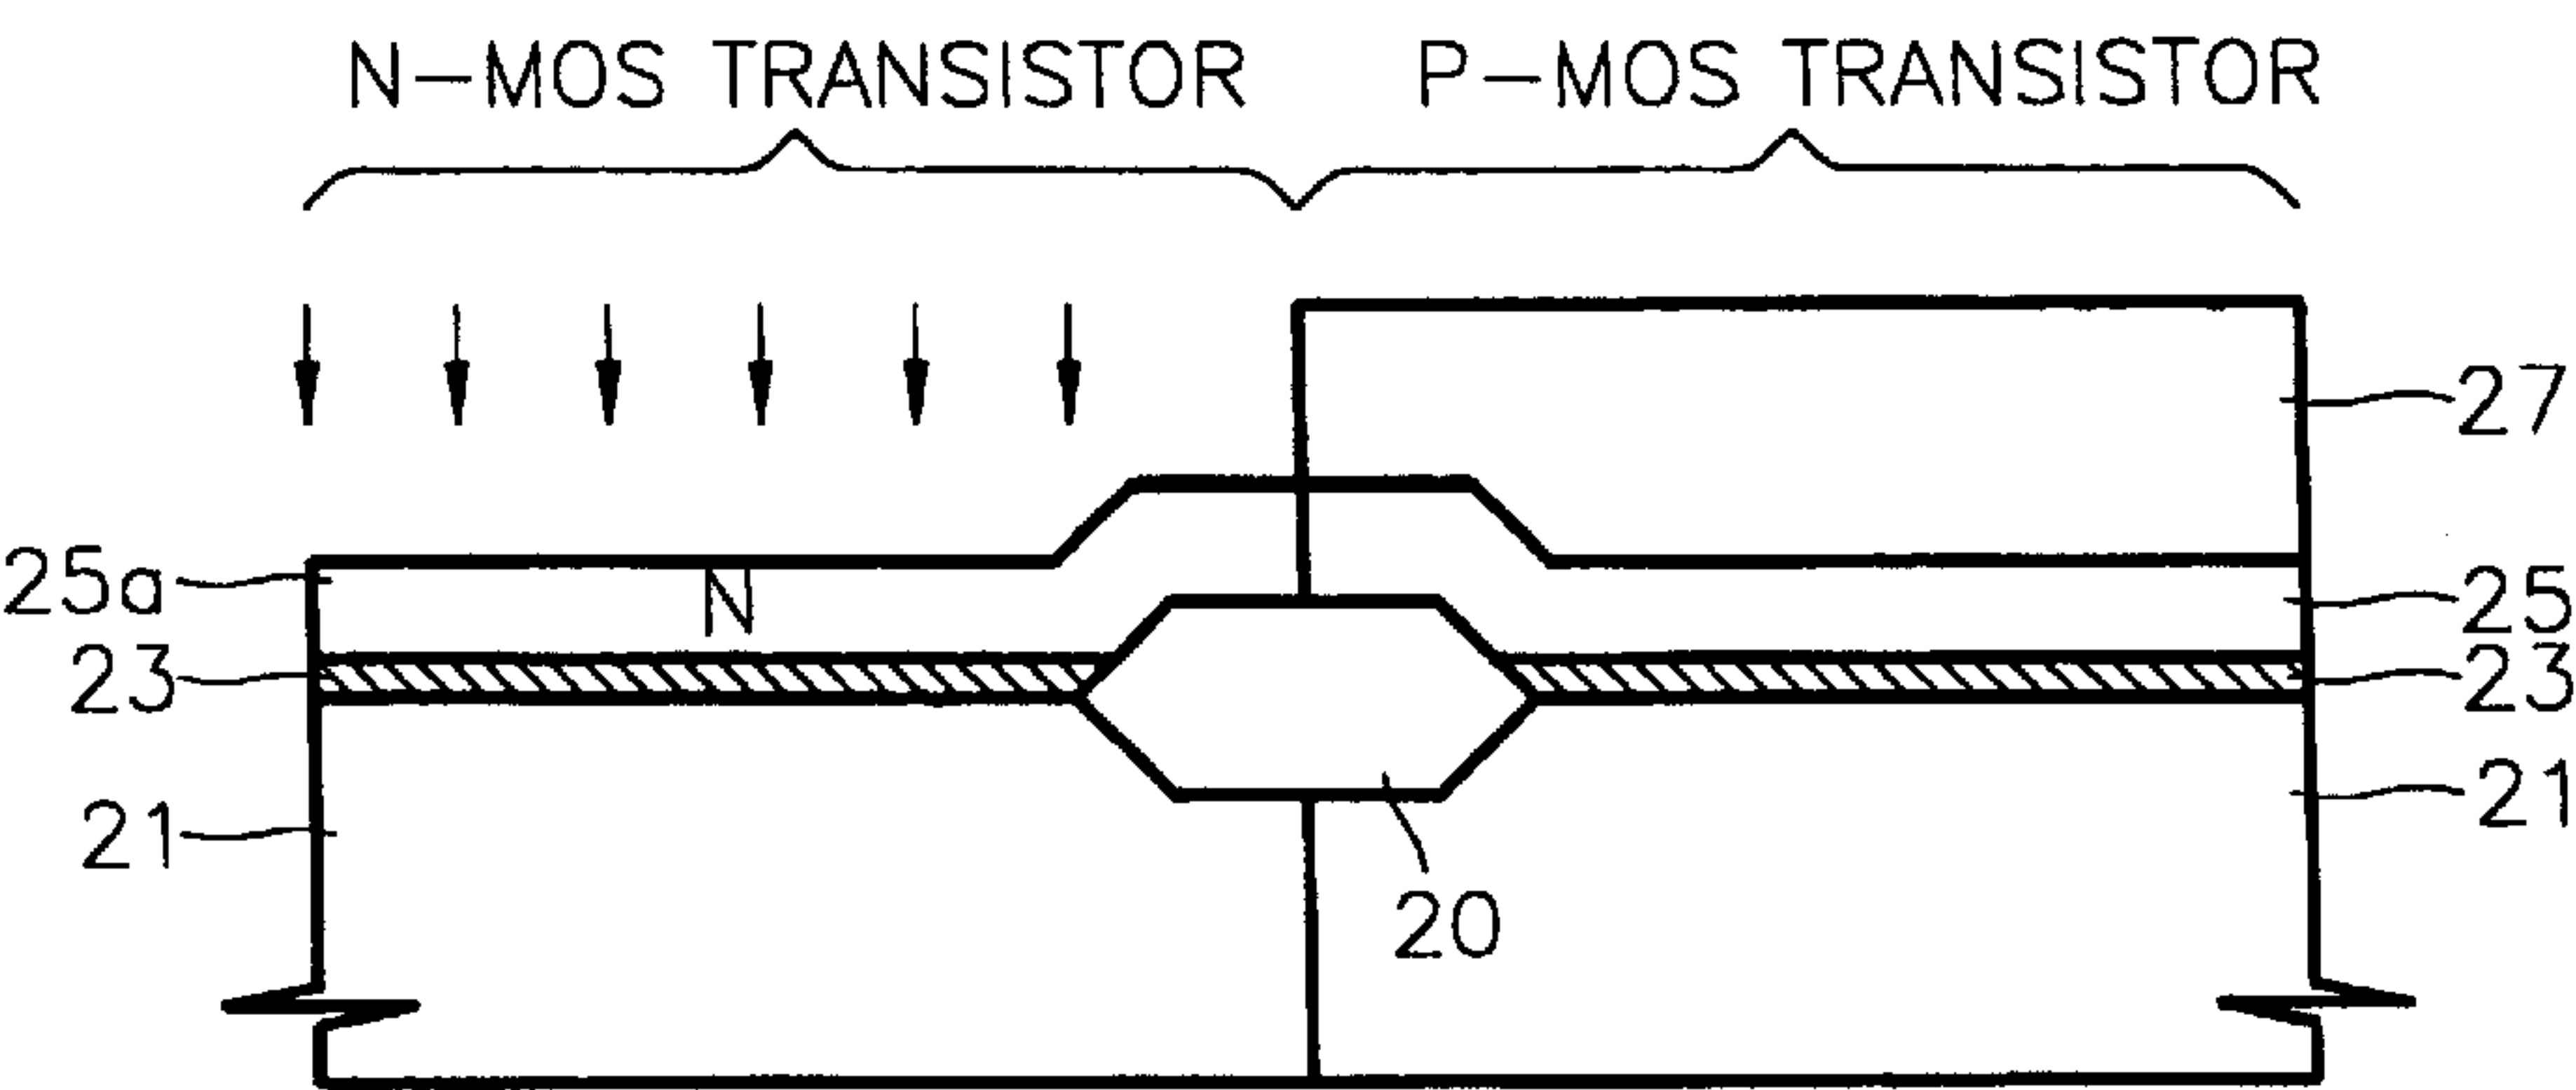 N-MOS TRANSISTOR P-MOS TRANSISTOR
27
25a N 25
23 23
21 21
20